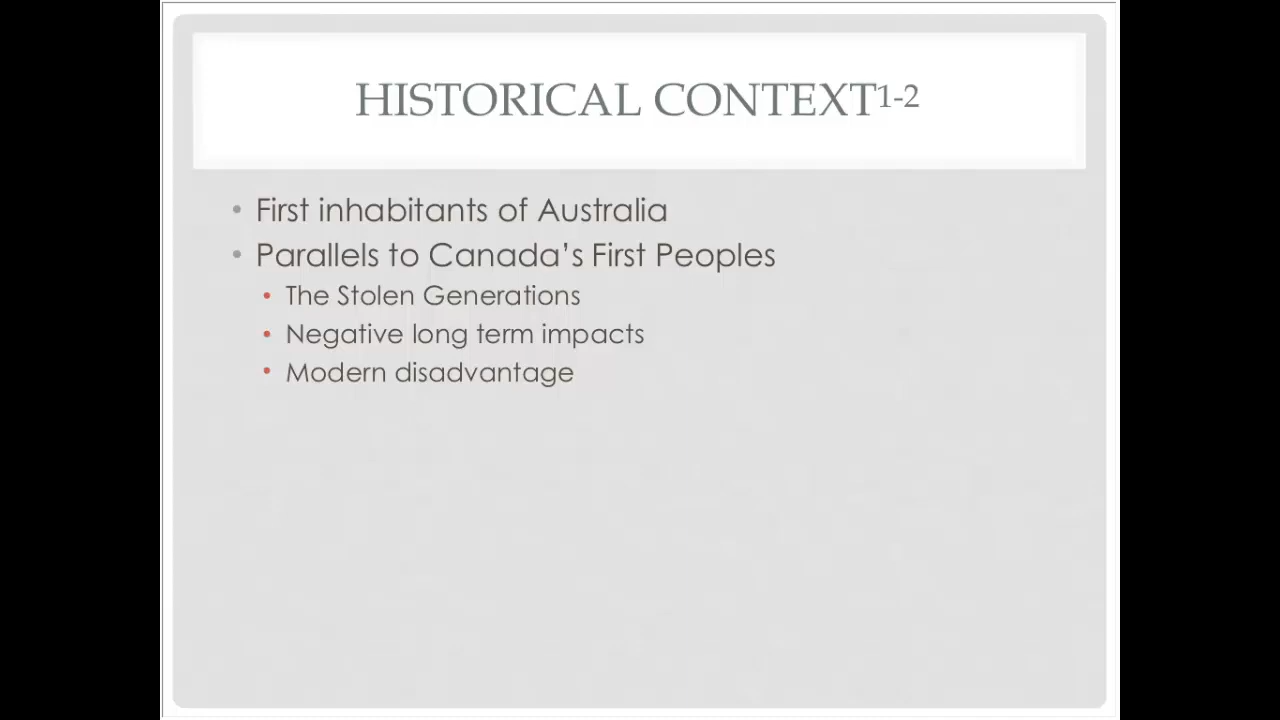 HISTORICAL CONTEXT1-2
• First inhabitants of Australia
• Parallels to Canada’s First Peoples
• The Stolen Generations
• Negative long term impacts
• Modern disadvantage